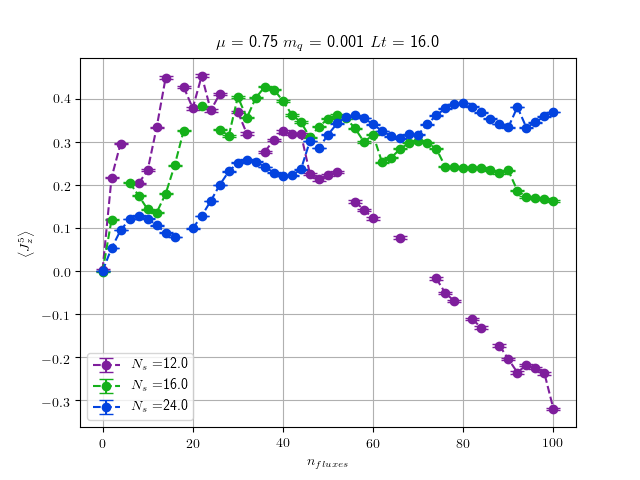 μ = 0.75 m_q = 0.001 Lt = 16.0
⟨J_z^5⟩
0.4
0.3
0.2
0.1
0.0
−0.1
−0.2
−0.3
N_s =12.0
N_s =16.0
N_s =24.0
0 20 40 60 80 100
n_{fluxes}